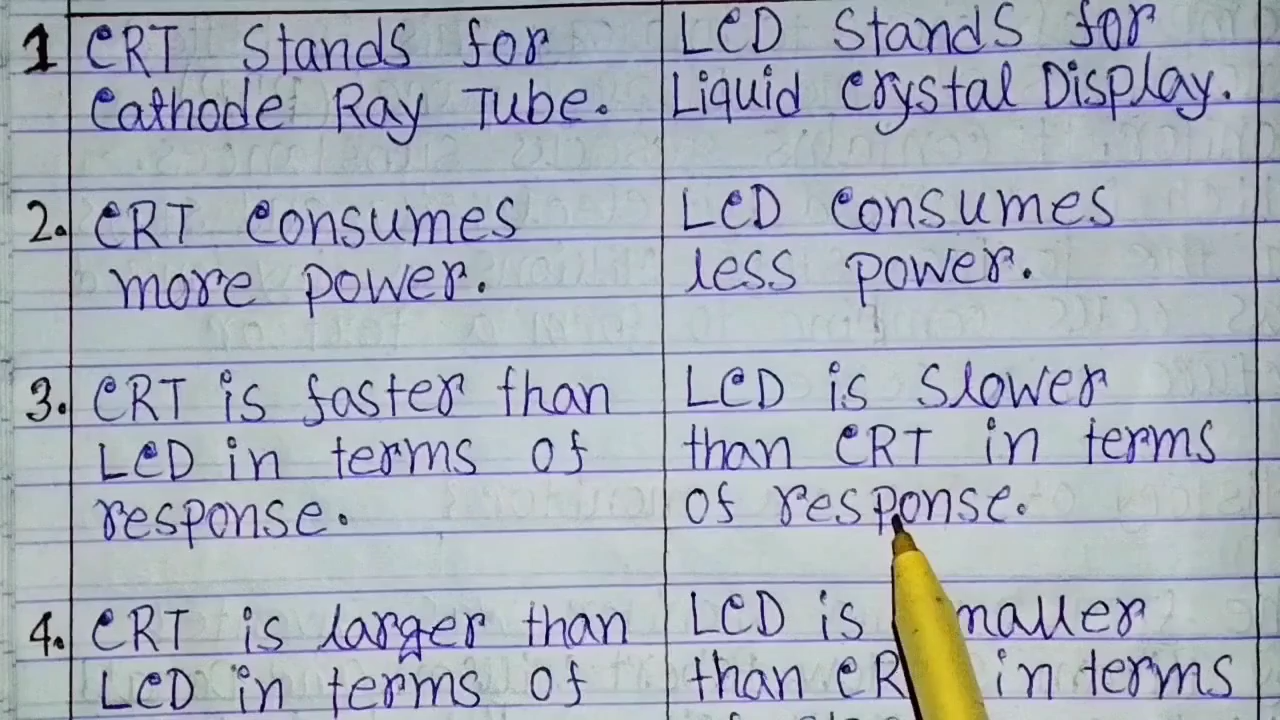 1 CRT Stands for
Cathode Ray Tube.
LCD Stands for
Liquid Crystal Display.
2. CRT Consumes
more power.
LCD Consumes
less power.
3. CRT is faster than
LCD in terms of
response.
LCD is Slower
than CRT in terms
of response.
4. CRT is larger than
LCD in terms of
LCD is
than in terms